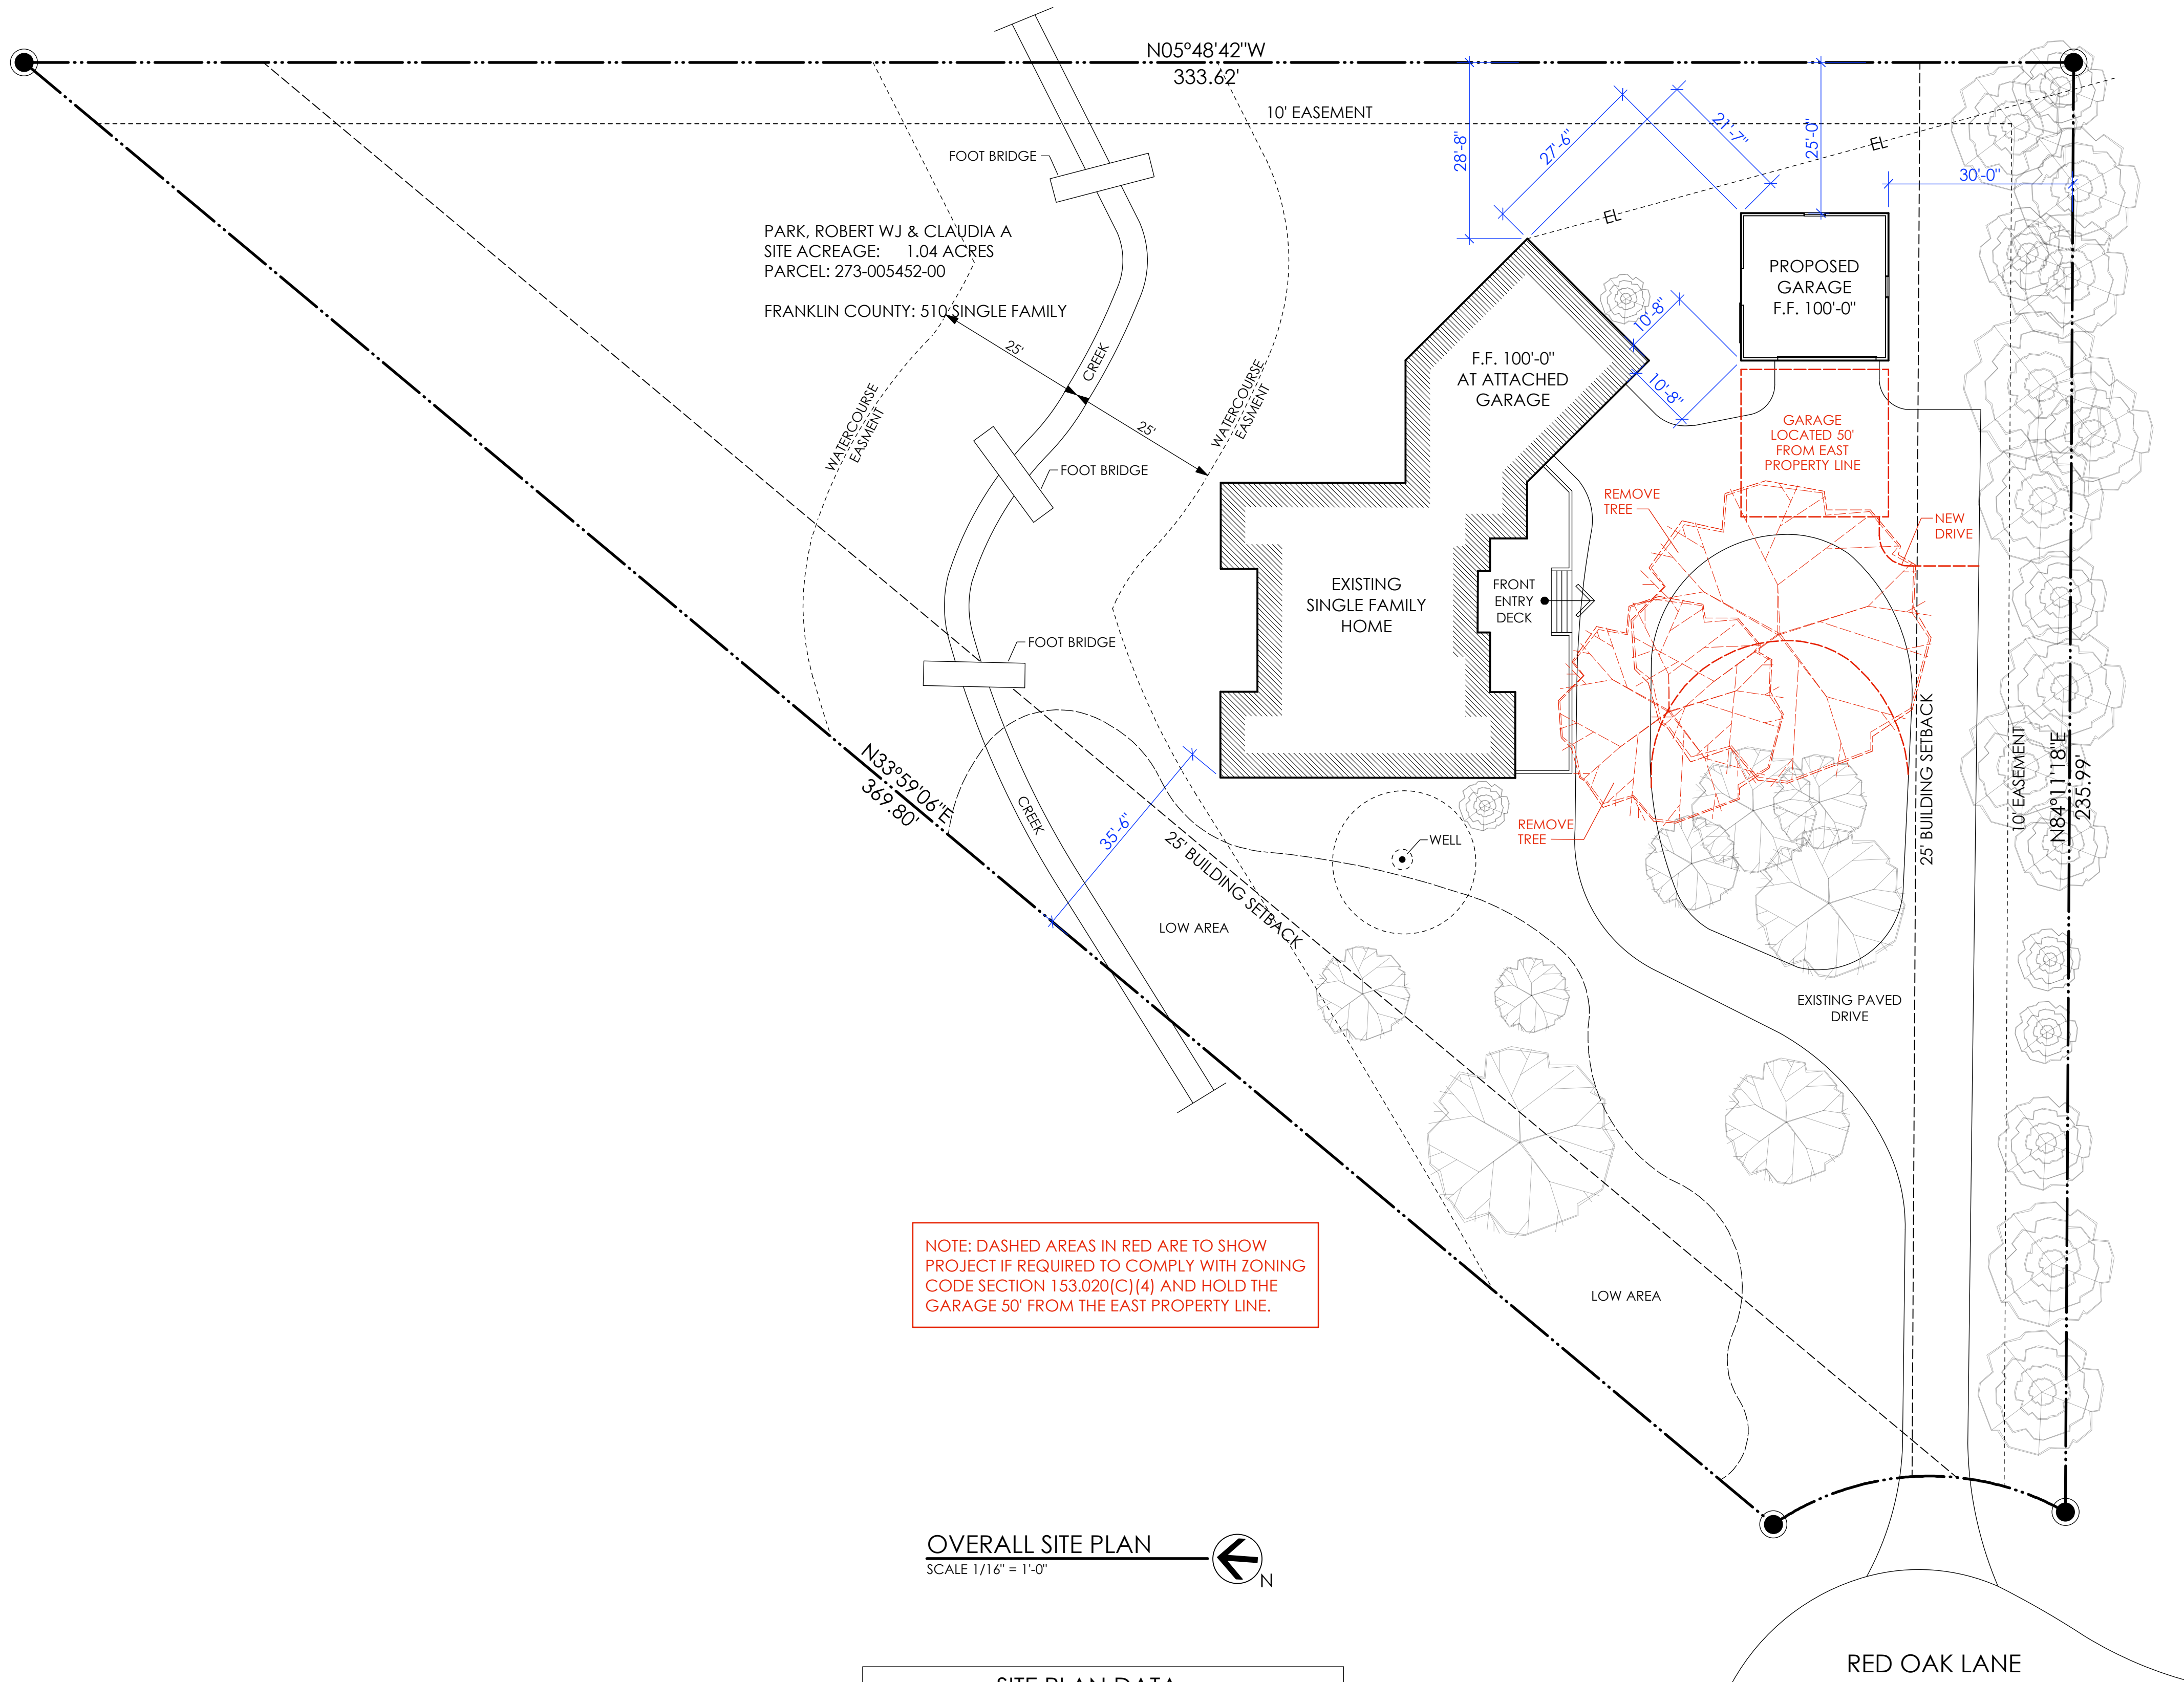 N05°48'42"W
333.62'
10' EASEMENT
FOOT BRIDGE
28'-8"
27'-6"
21'-7"
25'-0"
EL
30'-0"
EL
PARK, ROBERT WJ & CLAUDIA A
SITE ACREAGE: 1.04 ACRES
PARCEL: 273-005452-00
FRANKLIN COUNTY: 510 SINGLE FAMILY
PROPOSED
GARAGE
F.F. 100'-0"
10'-8"
10'-8"
25'
CREEK
25'
WATERCOURSE
EASMENT
WATERCOURSE
EASMENT
F.F. 100'-0"
AT ATTACHED
GARAGE
GARAGE
LOCATED 50'
FROM EAST
PROPERTY LINE
FOOT BRIDGE
REMOVE
TREE
NEW
DRIVE
EXISTING
SINGLE FAMILY
HOME
FRONT
ENTRY
DECK
FOOT BRIDGE
N33°59'06"E
369.80'
CREEK
35'-6"
25' BUILDING SETBACK
REMOVE
TREE
WELL
25' BUILDING SETBACK
10' EASEMENT
N84°11'18"E
235.99'
LOW AREA
EXISTING PAVED
DRIVE
NOTE: DASHED AREAS IN RED ARE TO SHOW
PROJECT IF REQUIRED TO COMPLY WITH ZONING
CODE SECTION 153.020(C)(4) AND HOLD THE
GARAGE 50' FROM THE EAST PROPERTY LINE.
LOW AREA
OVERALL SITE PLAN
SCALE 1/16" = 1'-0"
N
RED OAK LANE
SITE PLAN DATA